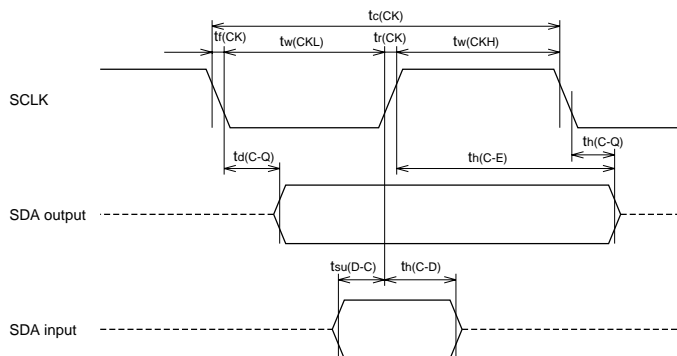 tc(CK)
tf(CK) tw(CKL) tr(CK) tw(CKH)
SCLK
th(C-Q)
td(C-Q) th(C-E)
SDA output
tsu(D-C) th(C-D)
SDA input